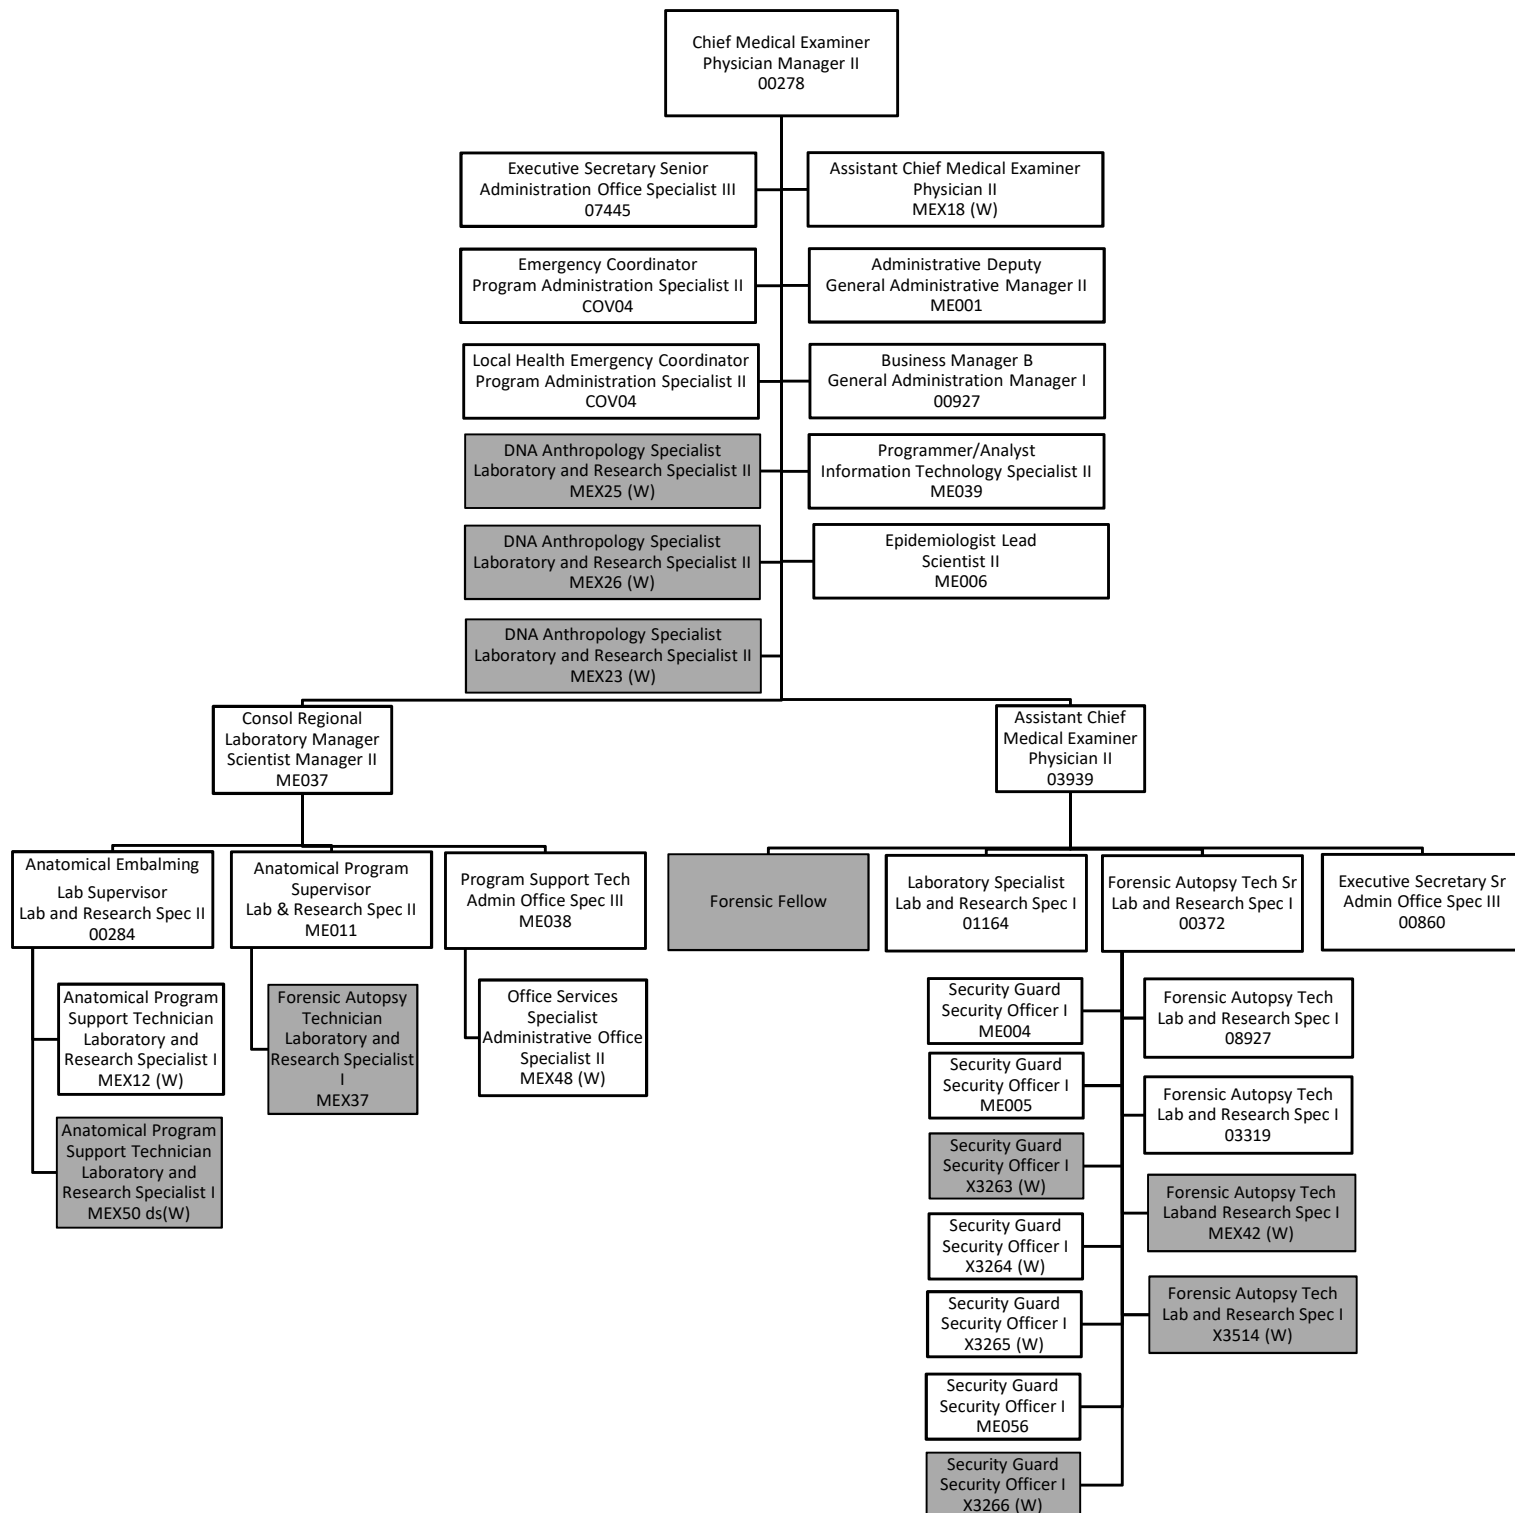 Chief Medical Examiner
Physician Manager II
00278
Executive Secretary Senior
Administration Office Specialist III
07445
Assistant Chief Medical Examiner
Physician II
MEX18 (W)
Emergency Coordinator
Program Administration Specialist II
COV04
Administrative Deputy
General Administrative Manager II
ME001
Local Health Emergency Coordinator
Program Administration Specialist II
COV04
Business Manager B
General Administration Manager I
00927
DNA Anthropology Specialist
Laboratory and Research Specialist II
MEX25 (W)
Programmer/Analyst
Information Technology Specialist II
ME039
DNA Anthropology Specialist
Laboratory and Research Specialist II
MEX26 (W)
Epidemiologist Lead
Scientist II
ME006
DNA Anthropology Specialist
Laboratory and Research Specialist II
MEX23 (W)
Consol Regional
Laboratory Manager
Scientist Manager II
ME037
Assistant Chief
Medical Examiner
Physician II
03939
Anatomical Embalming
Lab Supervisor
Lab and Research Spec II
00284
Anatomical Program
Supervisor
Lab & Research Spec II
ME011
Program Support Tech
Admin Office Spec III
ME038
Forensic Fellow
Laboratory Specialist
Lab and Research Spec I
01164
Forensic Autopsy Tech Sr
Lab and Research Spec I
00372
Executive Secretary Sr
Admin Office Spec III
00860
Anatomical Program
Support Technician
Laboratory and
Research Specialist I
MEX12 (W)
Anatomical Program
Support Technician
Laboratory and
Research Specialist I
MEX50 ds(W)
Forensic Autopsy
Technician
Laboratory and
Research Specialist
I
MEX37
Office Services
Specialist
Administrative Office
Specialist II
MEX48 (W)
Security Guard
Security Officer I
ME004
Security Guard
Security Officer I
ME005
Security Guard
Security Officer I
X3263 (W)
Security Guard
Security Officer I
X3264 (W)
Security Guard
Security Officer I
X3265 (W)
Security Guard
Security Officer I
ME056
Security Guard
Security Officer I
X3266 (W)
Forensic Autopsy Tech
Lab and Research Spec I
08927
Forensic Autopsy Tech
Lab and Research Spec I
03319
Forensic Autopsy Tech
Laband Research Spec I
MEX42 (W)
Forensic Autopsy Tech
Lab and Research Spec I
X3514 (W)